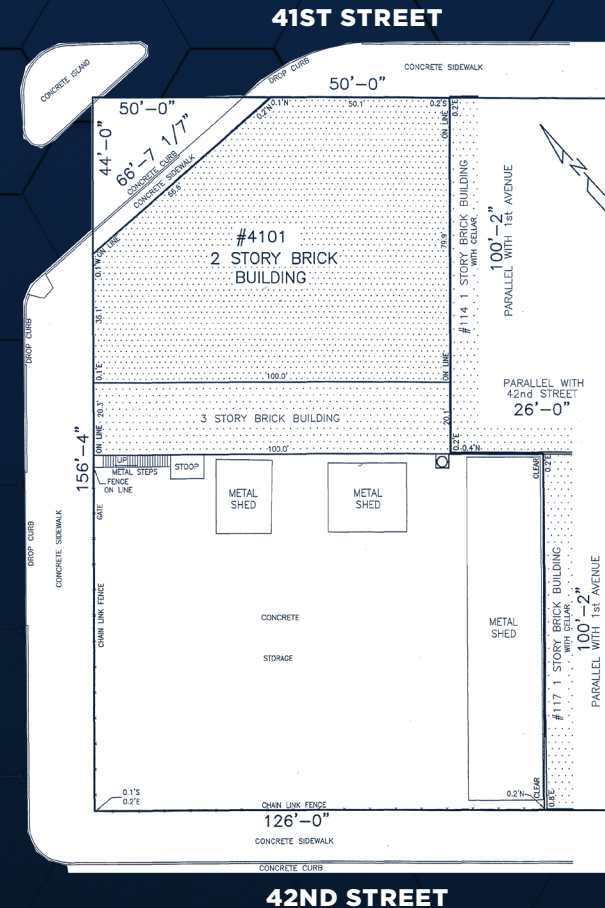 41ST STREET
CONCRETE ISLAND
DROP CURB
CONCRETE SIDEWALK
50'-0"
50'-0"
0.1'N
0.2'N
50.1'
0.2'S
0.2'E
ON LINE
44'-0"
66'-7 1/7"
CONCRETE CURB
CONCRETE SIDEWALK
66.6'
N
#4101
2 STORY BRICK
BUILDING
ON LINE
0.1'W
79.9'
#114 1 STORY BRICK BUILDING
WITH CELLAR
100'-2"
PARALLEL WITH 1st AVENUE
DROP CURB
35.1'
0.1'E
100.0'
ON LINE
PARALLEL WITH
42nd STREET
26'-0"
20.3'
ON LINE
3 STORY BRICK BUILDING
20.1'
0.2'E
0.4'N
100.0'
156'-4"
UP
METAL STEPS
STOOP
FENCE
ON LINE
GATE
METAL
SHED
METAL
SHED
CLEAR
0.2'E
DROP CURB
CONCRETE SIDEWALK
CHAIN LINK FENCE
CONCRETE
STORAGE
METAL
SHED
#117 1 STORY BRICK BUILDING
WITH CELLAR
100'-2"
PARALLEL WITH 1st AVENUE
0.1'S
0.2'E
0.2'N
CLEAR
0.8'E
CHAIN LINK FENCE
126'-0"
CONCRETE SIDEWALK
CONCRETE CURB
42ND STREET